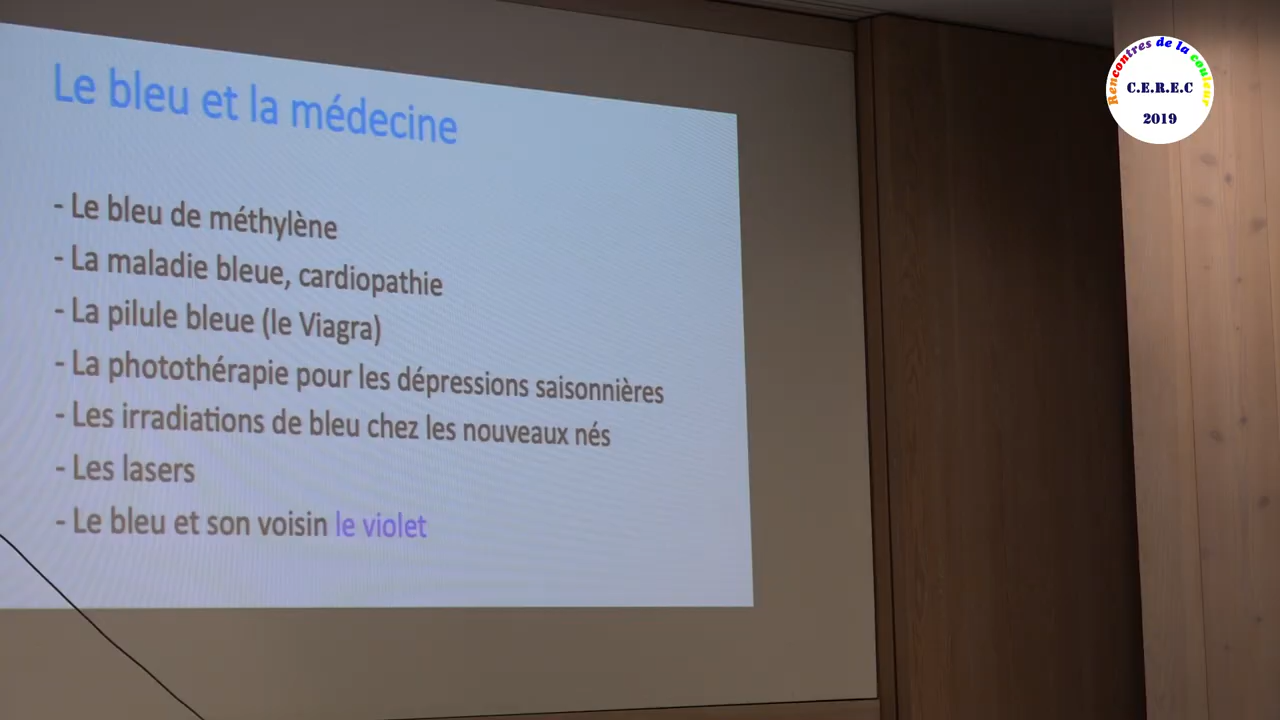 Le bleu et la médecine
- Le bleu de méthylène
- La maladie bleue, cardiopathie
- La pilule bleue (le Viagra)
- La photothérapie pour les dépressions saisonnières
- Les irradiations de bleu chez les nouveaux nés
- Les lasers
- Le bleu et son voisin le violet
Rencontres de la couleur
C.E.R.E.C
2019